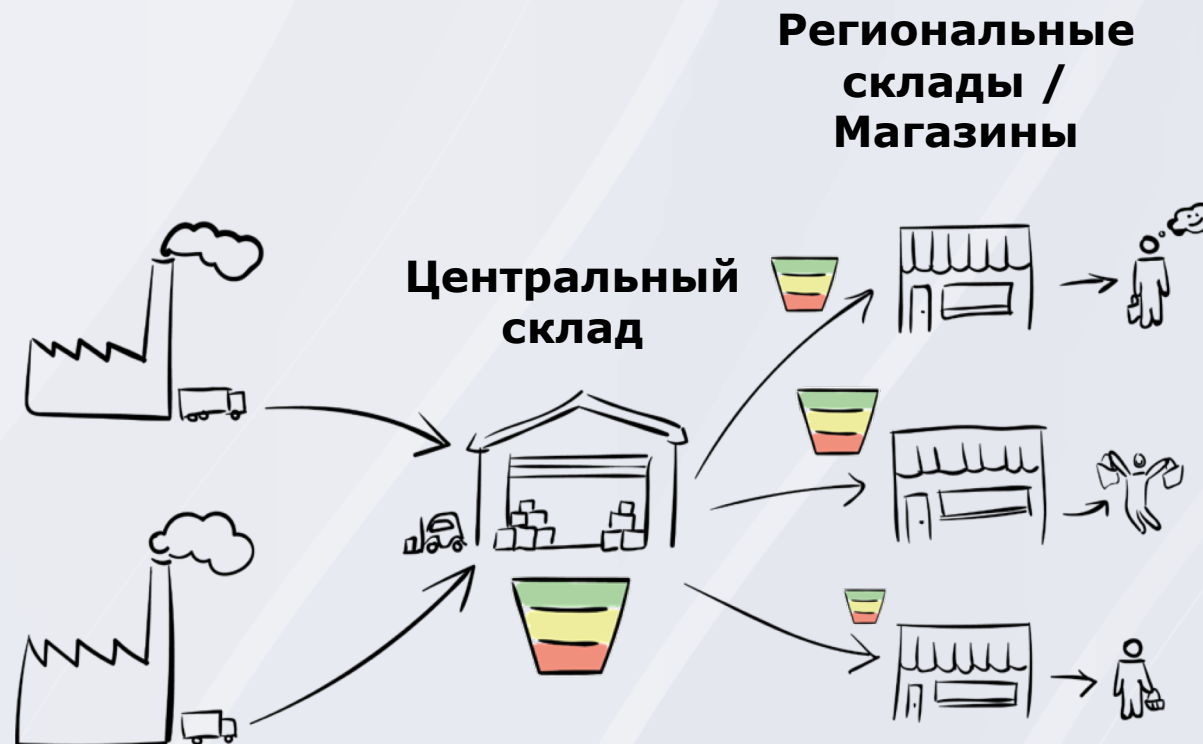 Региональные
склады /
Магазины
Центральный
склад